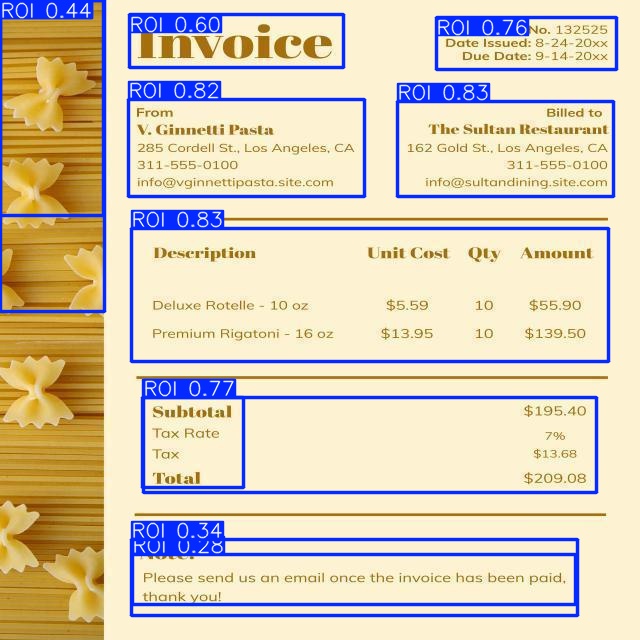 ROI 0.44
ROI 0.60
Invoice
ROI 0.76
No. 132525
Date Issued: 8-24-20xx
Due Date: 9-14-20xx
ROI 0.82
From
V. Ginnetti Pasta
285 Cordell St., Los Angeles, CA
311-555-0100
info@vginnettipasta.site.com
ROI 0.83
Billed to
The Sultan Restaurant
162 Gold St., Los Angeles, CA
311-555-0100
info@sultandining.site.com
ROI 0.83
Description Unit Cost Qty Amount
Deluxe Rotelle - 10 oz $5.59 10 $55.90
Premium Rigatoni - 16 oz $13.95 10 $139.50
ROI 0.77
Subtotal $195.40
Tax Rate 7%
Tax $13.68
Total $209.08
ROI 0.34
ROI 0.28
Note:
Please send us an email once the invoice has been paid,
thank you!